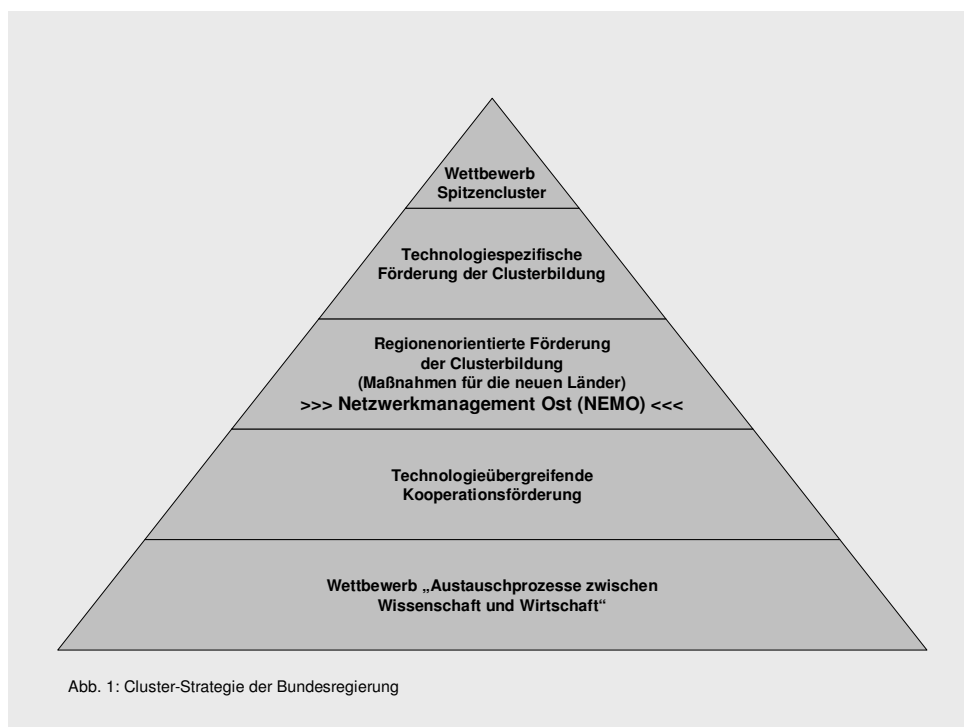 Wettbewerb
Spitzencluster
Technologiespezifische
Förderung der Clusterbildung
Regionenorientierte Förderung
der Clusterbildung
(Maßnahmen für die neuen Länder)
>>> Netzwerkmanagement Ost (NEMO) <<<
Technologieübergreifende
Kooperationsförderung
Wettbewerb „Austauschprozesse zwischen
Wissenschaft und Wirtschaft“
Abb. 1: Cluster-Strategie der Bundesregierung